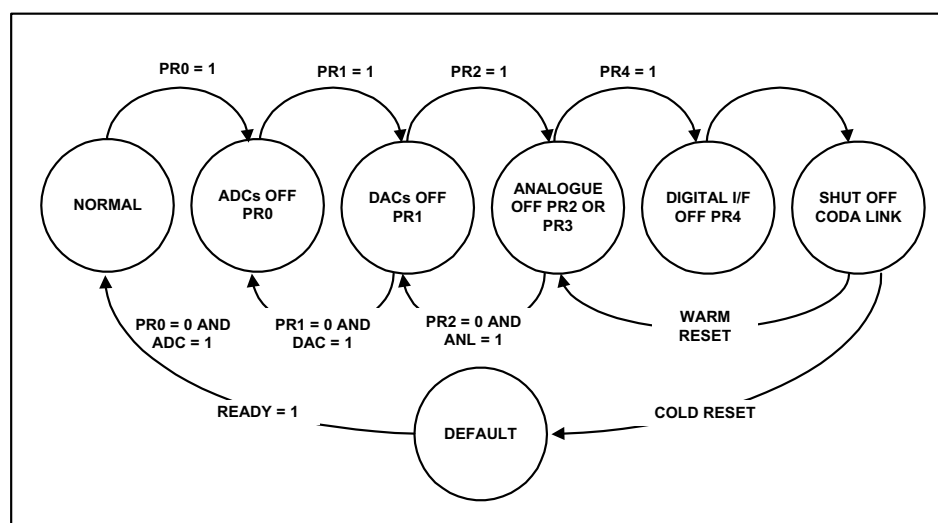 PR0 = 1
PR1 = 1
PR2 = 1
PR4 = 1
NORMAL
ADCs OFF
PR0
DACs OFF
PR1
ANALOGUE
OFF PR2 OR
PR3
DIGITAL I/F
OFF PR4
SHUT OFF
CODA LINK
PR0 = 0 AND
ADC = 1
PR1 = 0 AND
DAC = 1
PR2 = 0 AND
ANL = 1
WARM
RESET
READY = 1
DEFAULT
COLD RESET